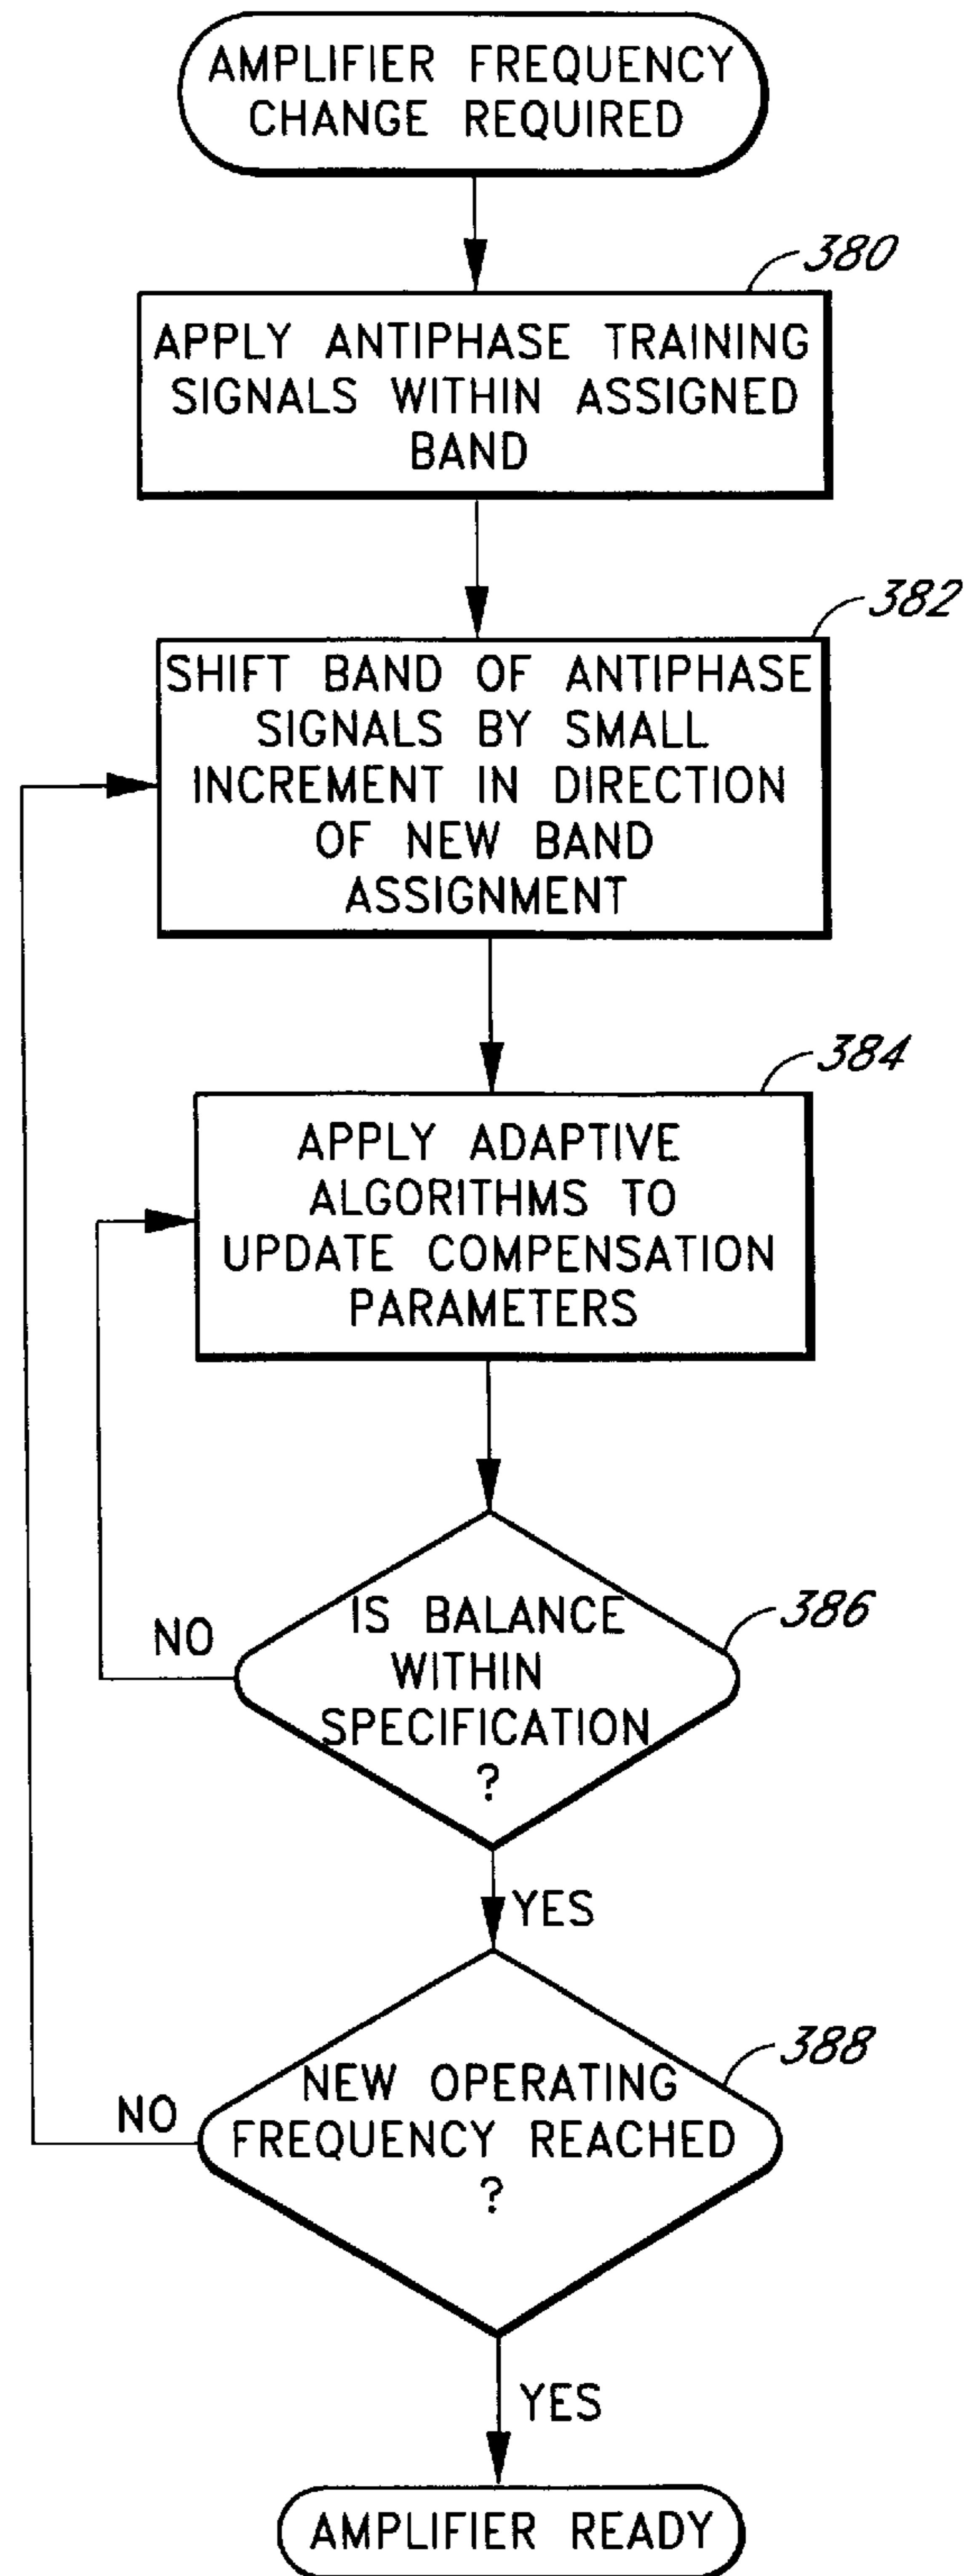 AMPLIFIER FREQUENCY
CHANGE REQUIRED
380
APPLY ANTIPHASE TRAINING
SIGNALS WITHIN ASSIGNED
BAND
382
SHIFT BAND OF ANTIPHASE
SIGNALS BY SMALL
INCREMENT IN DIRECTION
OF NEW BAND
ASSIGNMENT
384
APPLY ADAPTIVE
ALGORITHMS TO
UPDATE COMPENSATION
PARAMETERS
386
IS BALANCE
WITHIN
SPECIFICATION
?
NO
YES
388
NEW OPERATING
FREQUENCY REACHED
?
NO
YES
AMPLIFIER READY